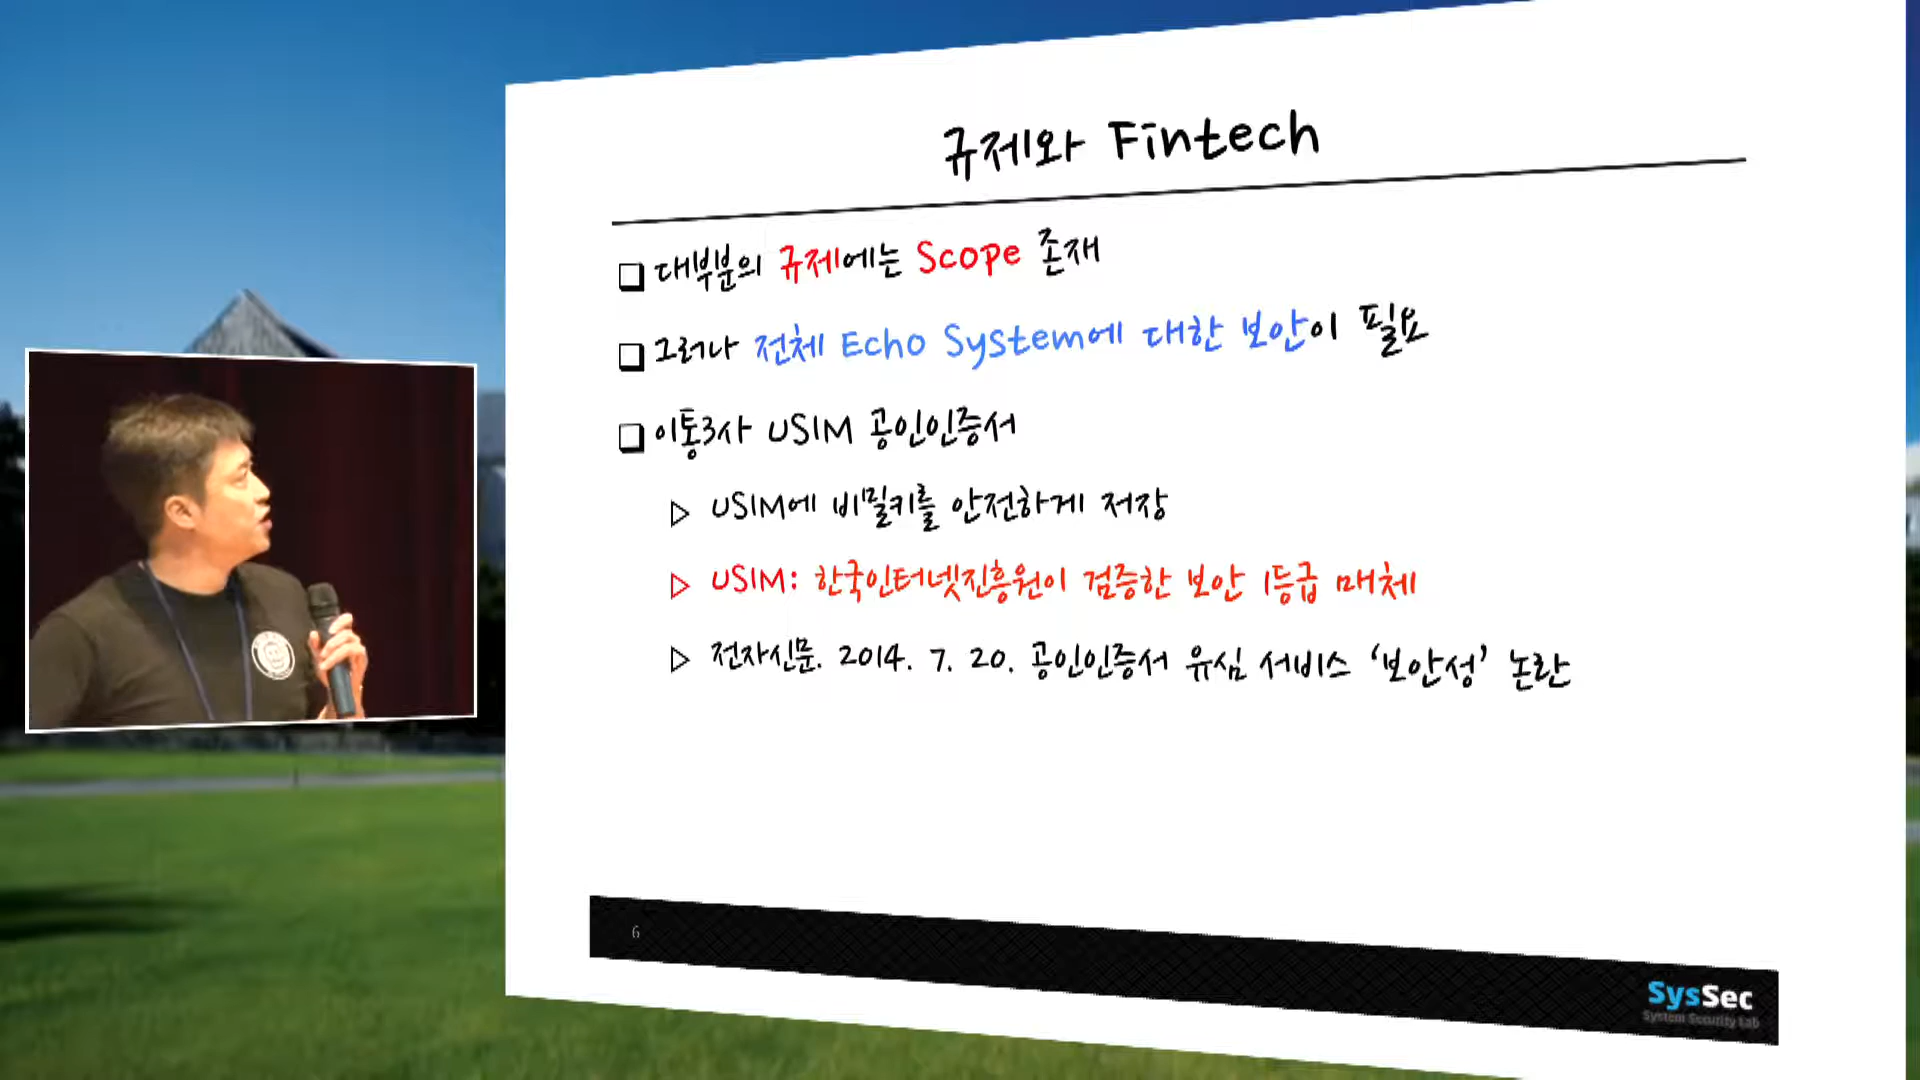 규제와 Fintech
대부분의 규제에는 Scope 존재
그러나 전체 Echo System에 대한 보안이 필요
이통3사 USIM 공인인증서
USIM에 비밀키를 안전하게 저장
USIM: 한국인터넷진흥원이 검증한 보안 1등급 매체
전자신문. 2014. 7. 20. 공인인증서 유심 서비스 ‘보안성’ 논란
6
SysSec
System Security Lab